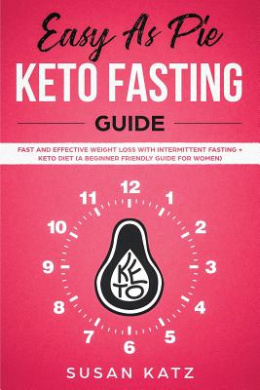 Easy As Pie
KETO FASTING
GUIDE
FAST AND EFFECTIVE WEIGHT LOSS WITH INTERMITTENT FASTING +
KETO DIET (A BEGINNER FRIENDLY GUIDE FOR WOMEN)
12
11 1
10 2
9 3
8 4
7 5
6
KETO
SUSAN KATZ